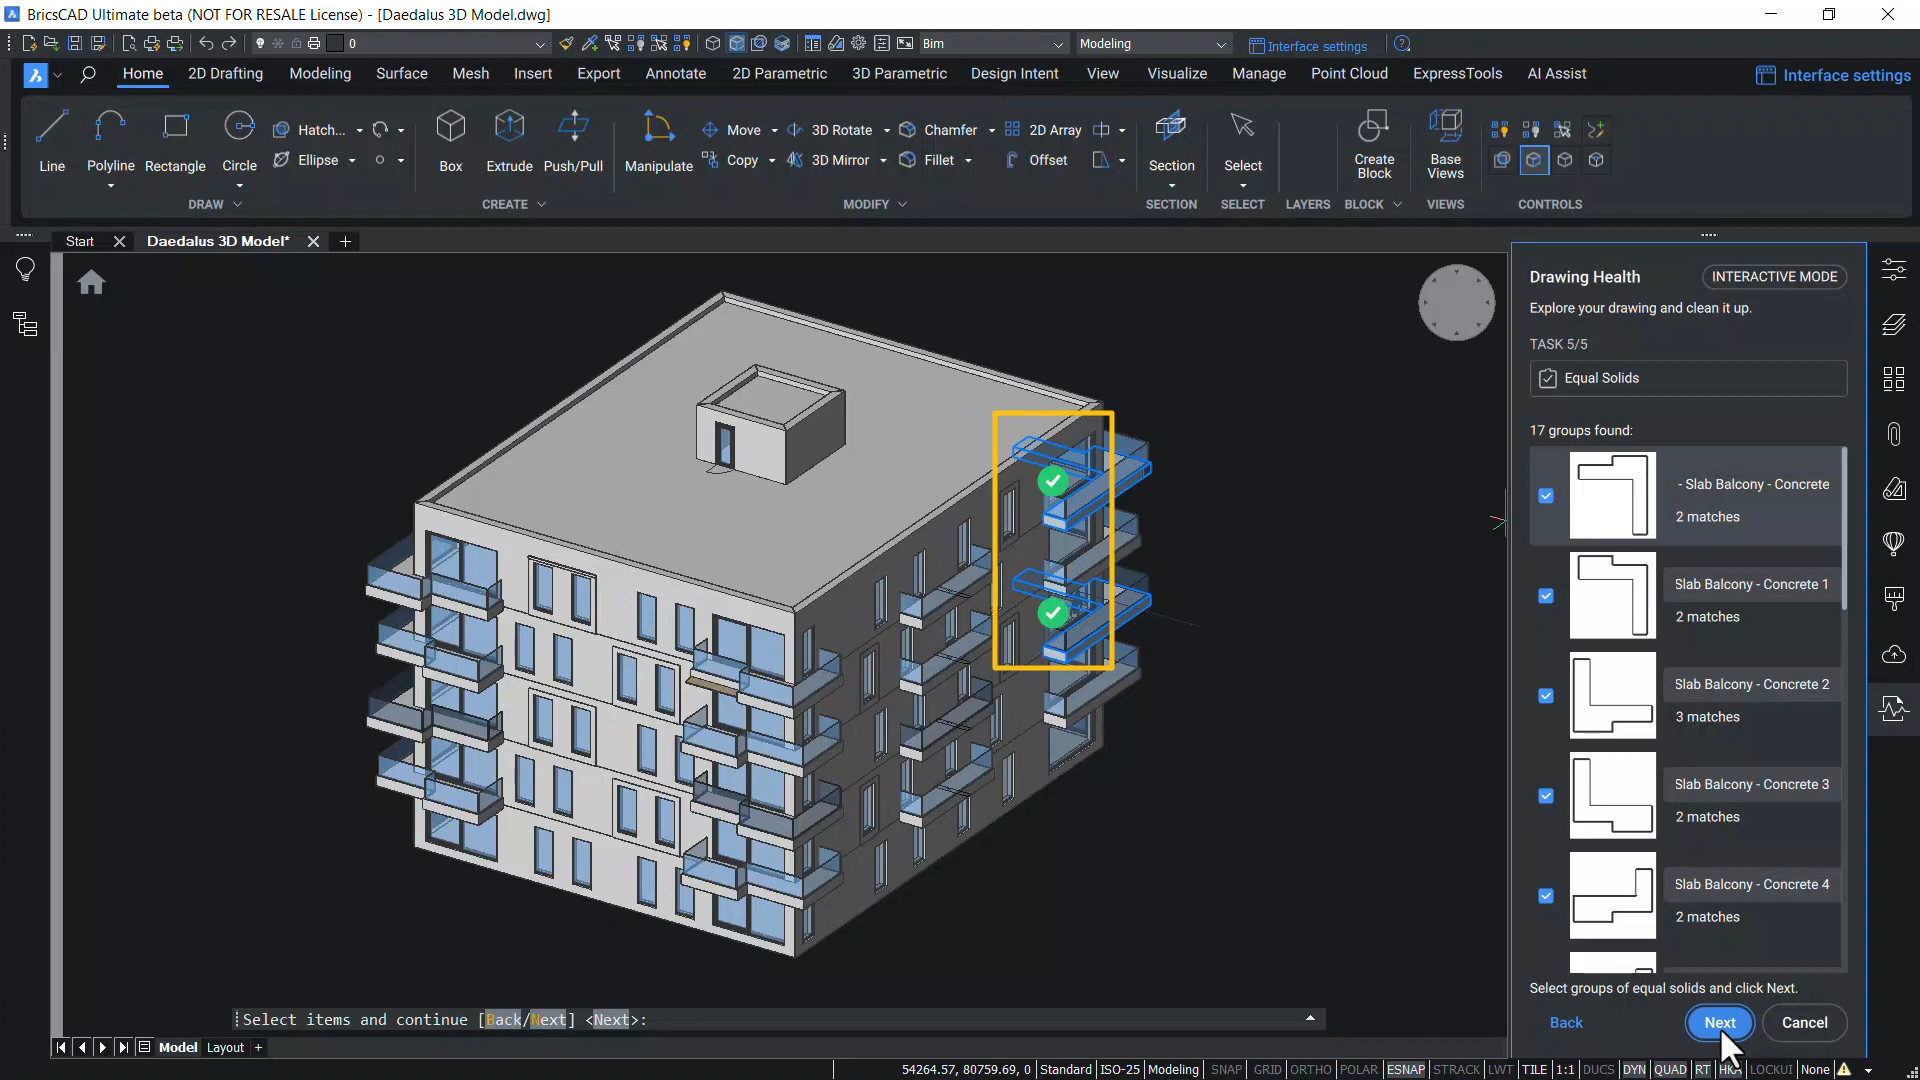 BricsCAD Ultimate beta (NOT FOR RESALE License) - [Daedalus 3D Model.dwg]
0
Bim
Modeling
Interface settings
Home
2D Drafting
Modeling
Surface
Mesh
Insert
Export
Annotate
2D Parametric
3D Parametric
Design Intent
View
Visualize
Manage
Point Cloud
ExpressTools
AI Assist
Interface settings
Line
Polyline
Rectangle
Circle
Hatch...
Ellipse
DRAW
Box
Extrude
Push/Pull
CREATE
Manipulate
Move
Copy
3D Rotate
3D Mirror
Chamfer
Fillet
2D Array
Offset
MODIFY
Section
SECTION
Select
SELECT
LAYERS
Create
Block
BLOCK
Base
Views
VIEWS
CONTROLS
Start
Daedalus 3D Model*
Drawing Health
INTERACTIVE MODE
Explore your drawing and clean it up.
TASK 5/5
Equal Solids
17 groups found:
- Slab Balcony - Concrete
2 matches
Slab Balcony - Concrete 1
2 matches
Slab Balcony - Concrete 2
3 matches
Slab Balcony - Concrete 3
2 matches
Slab Balcony - Concrete 4
2 matches
Select groups of equal solids and click Next.
Back
Next
Cancel
Select items and continue [Back/Next] <Next>:
Model
Layout
+
54264.57, 80759.69, 0
Standard
ISO-25
Modeling
SNAP
GRID
ORTHO
POLAR
ESNAP
STRACK
LWT
TILE
1:1
DUCS
DYN
QUAD
RT
HKA
LOCKUI
None